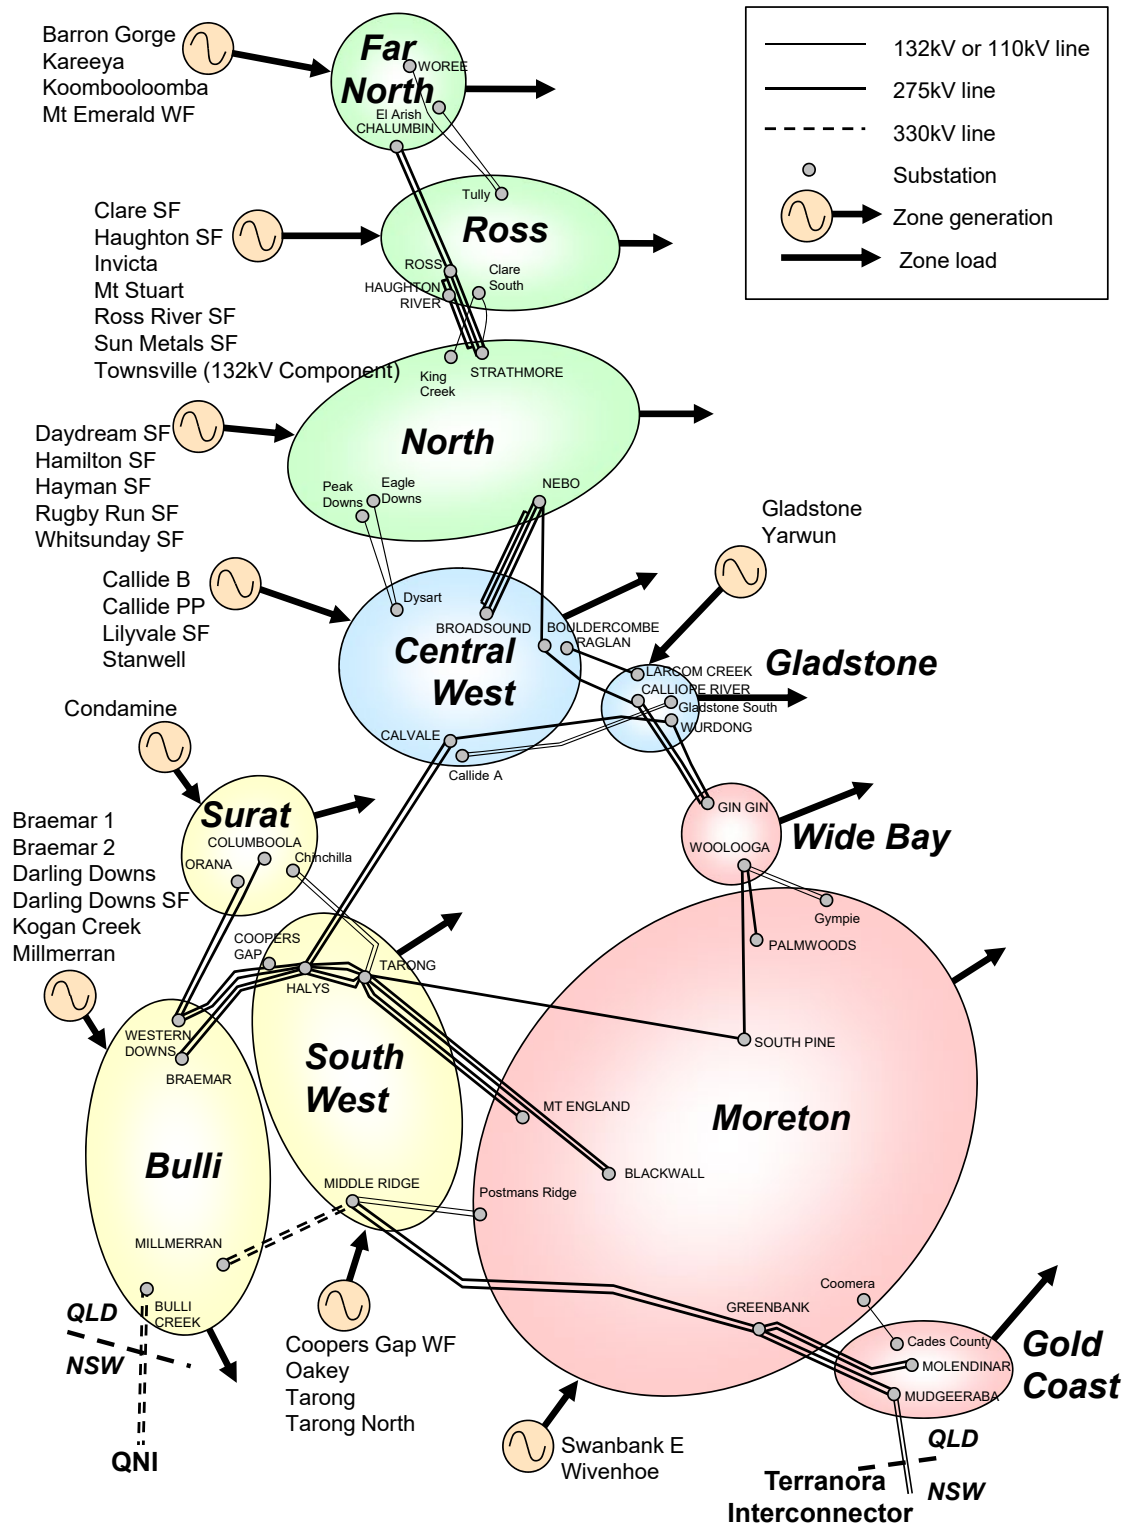 Barron Gorge
Kareeya
Koombooloomba
Mt Emerald WF
Far
North
WOREE
El Arish
CHALUMBIN
132kV or 110kV line
275kV line
330kV line
Substation
Zone generation
Zone load
Clare SF
Haughton SF
Invicta
Mt Stuart
Ross River SF
Sun Metals SF
Townsville (132kV Component)
Tully
Ross
ROSS
HAUGHTON
RIVER
Clare
South
King
Creek
STRATHMORE
Daydream SF
Hamilton SF
Hayman SF
Rugby Run SF
Whitsunday SF
North
Peak
Downs
Eagle
Downs
NEBO
Gladstone
Yarwun
Callide B
Callide PP
Lilyvale SF
Stanwell
Dysart
BROADSOUND
BOULDERCOMBE
RAGLAN
Central
West
LARCOM CREEK
CALLIOPE RIVER
Gladstone South
WURDONG
Gladstone
CALVALE
Callide A
Condamine
Surat
COLUMBOOLA
ORANA
Chinchilla
GIN GIN
WOOLOOGA
Wide Bay
Braemar 1
Braemar 2
Darling Downs
Darling Downs SF
Kogan Creek
Millmerran
Gympie
PALMWOODS
COOPERS
GAP
HALYS
TARONG
WESTERN
DOWNS
BRAEMAR
SOUTH PINE
South
West
MT ENGLAND
Moreton
BLACKWALL
Bulli
MIDDLE RIDGE
Postmans Ridge
MILLMERRAN
BULLI
CREEK
QLD
NSW
QNI
Coopers Gap WF
Oakey
Tarong
Tarong North
Coomera
GREENBANK
Cades County
MOLENDINAR
MUDGEERABA
Gold
Coast
Swanbank E
Wivenhoe
QLD
NSW
Terranora
Interconnector